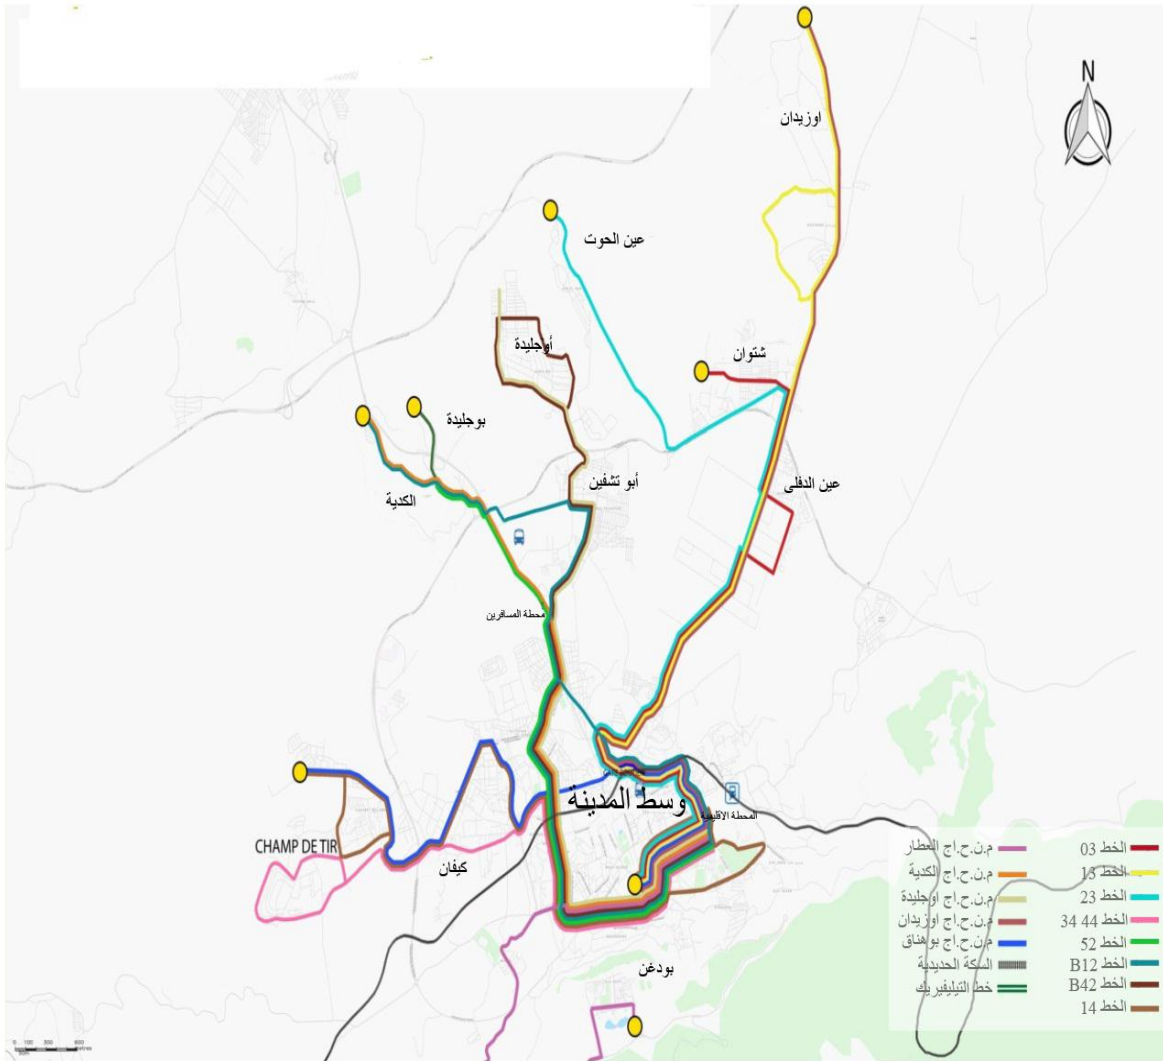 N
اوزيدان
عين الحوت
شتوان
أوجليدة
بوجليدة
أبو تشفين
عين الدفلى
الكدية
محطة المسافرين
وسط المدينة
المحطة الاقليمية
CHAMP DE TIR
كيفان
بودغن
الخط 03
الخط 13
الخط 23
الخط 44 34
الخط 52
الخط B12
الخط B42
الخط 14
م.ن.ح.اج العطار
م.ن.ح.اج الكدية
م.ن.ح.اج اوجليدة
م.ن.ح.اج اوزيدان
م.ن.ح.اج بوهناق
السكة الحديدية
خط التيليفيريك